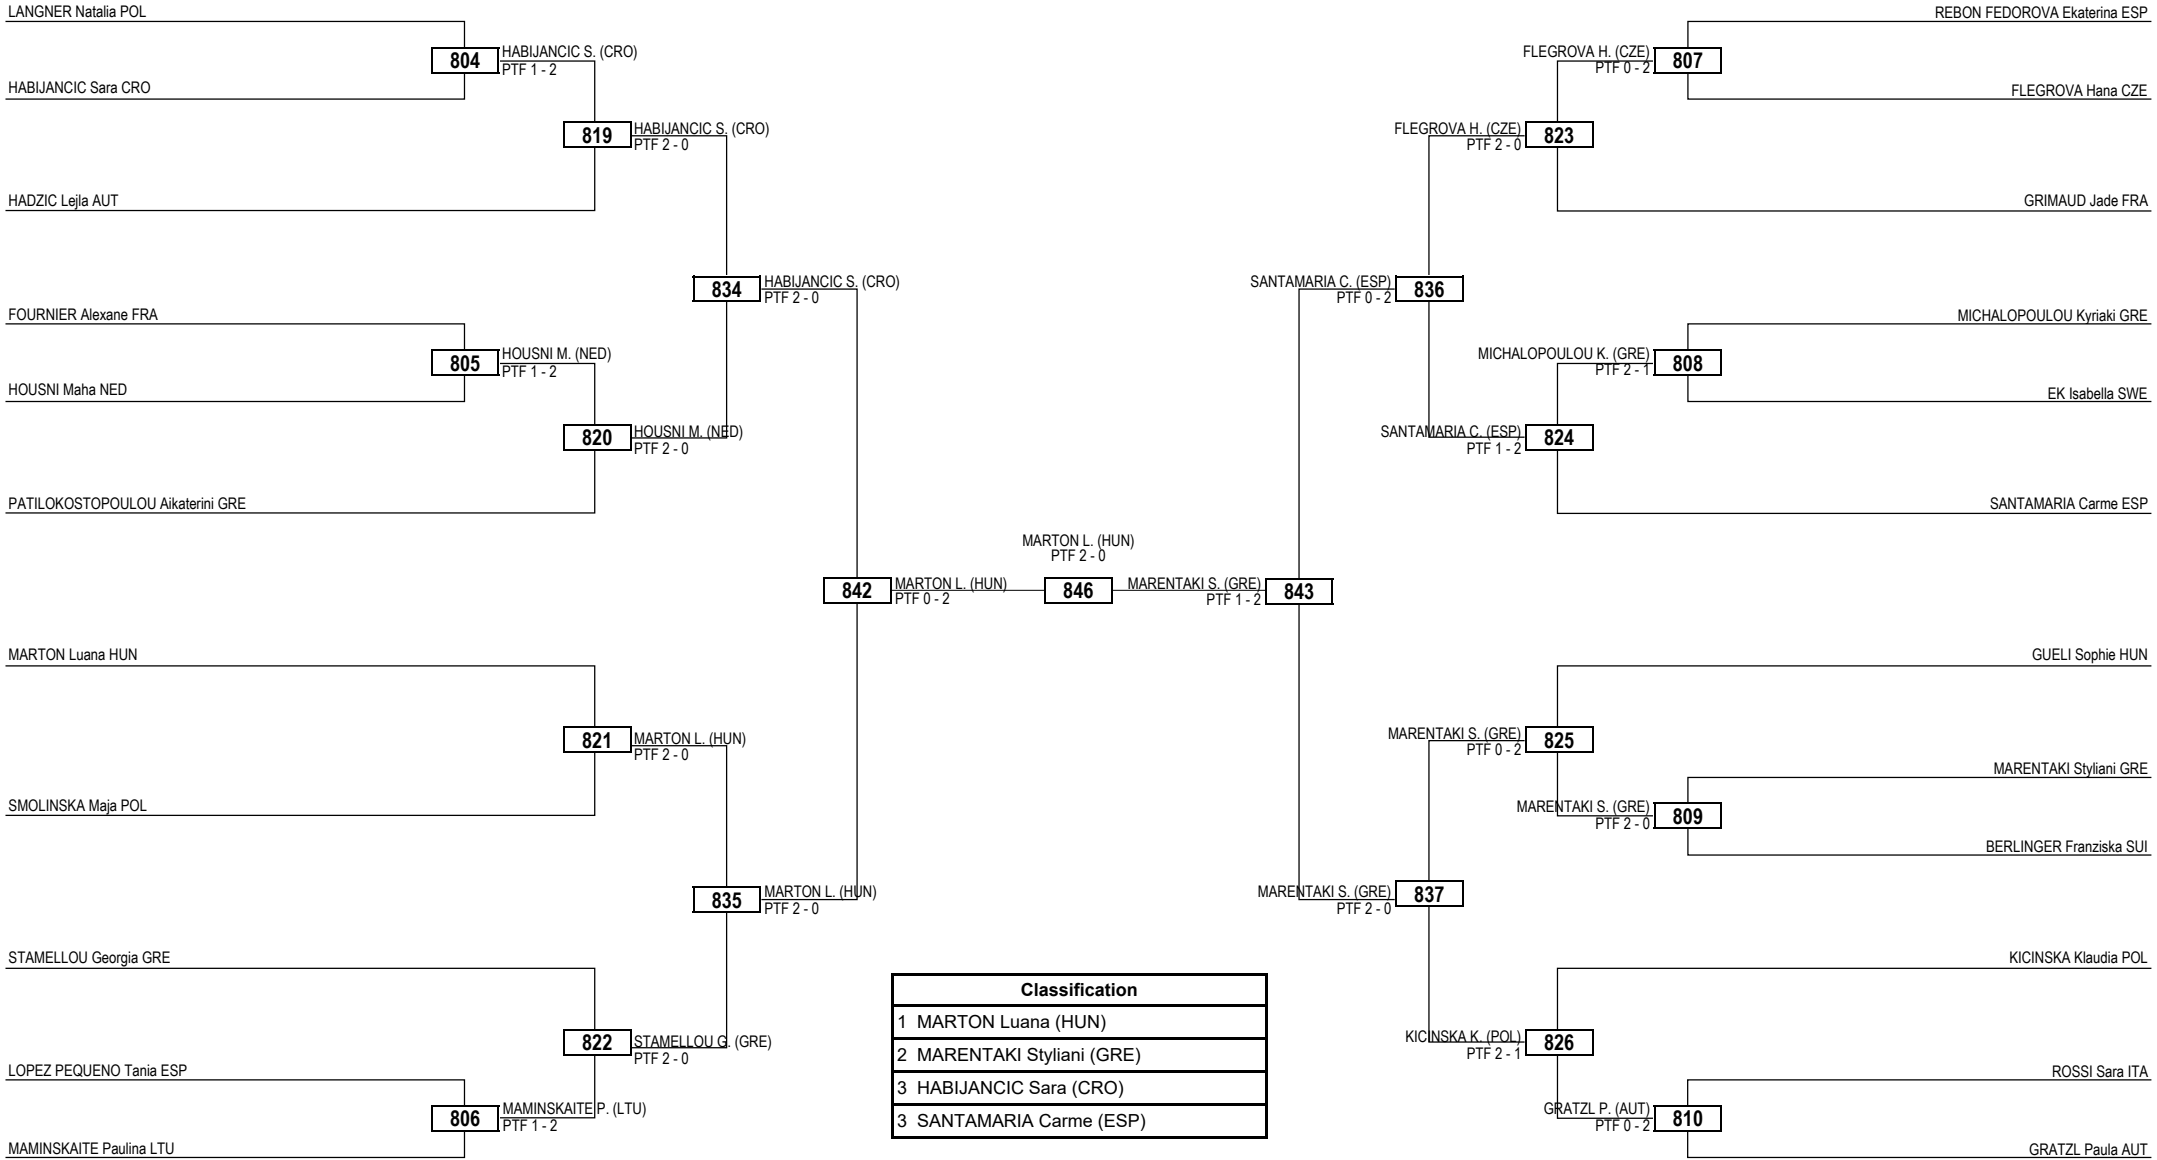 LANGNER Natalia POL
804
HABIJANCIC S. (CRO)
PTF 1 - 2
HABIJANCIC Sara CRO
819
HABIJANCIC S. (CRO)
PTF 2 - 0
HADZIC Lejla AUT
834
HABIJANCIC S. (CRO)
PTF 2 - 0
FOURNIER Alexane FRA
805
HOUSNI M. (NED)
PTF 1 - 2
HOUSNI Maha NED
820
HOUSNI M. (NED)
PTF 2 - 0
PATILOKOSTOPOULOU Aikaterini GRE
842
MARTON L. (HUN)
PTF 0 - 2
MARTON Luana HUN
821
MARTON L. (HUN)
PTF 2 - 0
SMOLINSKA Maja POL
835
MARTON L. (HUN)
PTF 2 - 0
STAMELLOU Georgia GRE
822
STAMELLOU G. (GRE)
PTF 2 - 0
LOPEZ PEQUENO Tania ESP
806
MAMINSKAITE P. (LTU)
PTF 1 - 2
MAMINSKAITE Paulina LTU
MARTON L. (HUN)
PTF 2 - 0
846
REBON FEDOROVA Ekaterina ESP
FLEGROVA H. (CZE)
PTF 0 - 2
807
FLEGROVA Hana CZE
FLEGROVA H. (CZE)
PTF 2 - 0
823
GRIMAUD Jade FRA
SANTAMARIA C. (ESP)
PTF 0 - 2
836
MICHALOPOULOU Kyriaki GRE
MICHALOPOULOU K. (GRE)
PTF 2 - 1
808
EK Isabella SWE
SANTAMARIA C. (ESP)
PTF 1 - 2
824
SANTAMARIA Carme ESP
MARENTAKI S. (GRE)
PTF 1 - 2
843
GUELI Sophie HUN
MARENTAKI S. (GRE)
PTF 0 - 2
825
MARENTAKI Styliani GRE
MARENTAKI S. (GRE)
PTF 2 - 0
809
BERLINGER Franziska SUI
MARENTAKI S. (GRE)
PTF 2 - 0
837
KICINSKA Klaudia POL
KICINSKA K. (POL)
PTF 2 - 1
826
ROSSI Sara ITA
GRATZL P. (AUT)
PTF 0 - 2
810
GRATZL Paula AUT
Classification
1 MARTON Luana (HUN)
2 MARENTAKI Styliani (GRE)
3 HABIJANCIC Sara (CRO)
3 SANTAMARIA Carme (ESP)